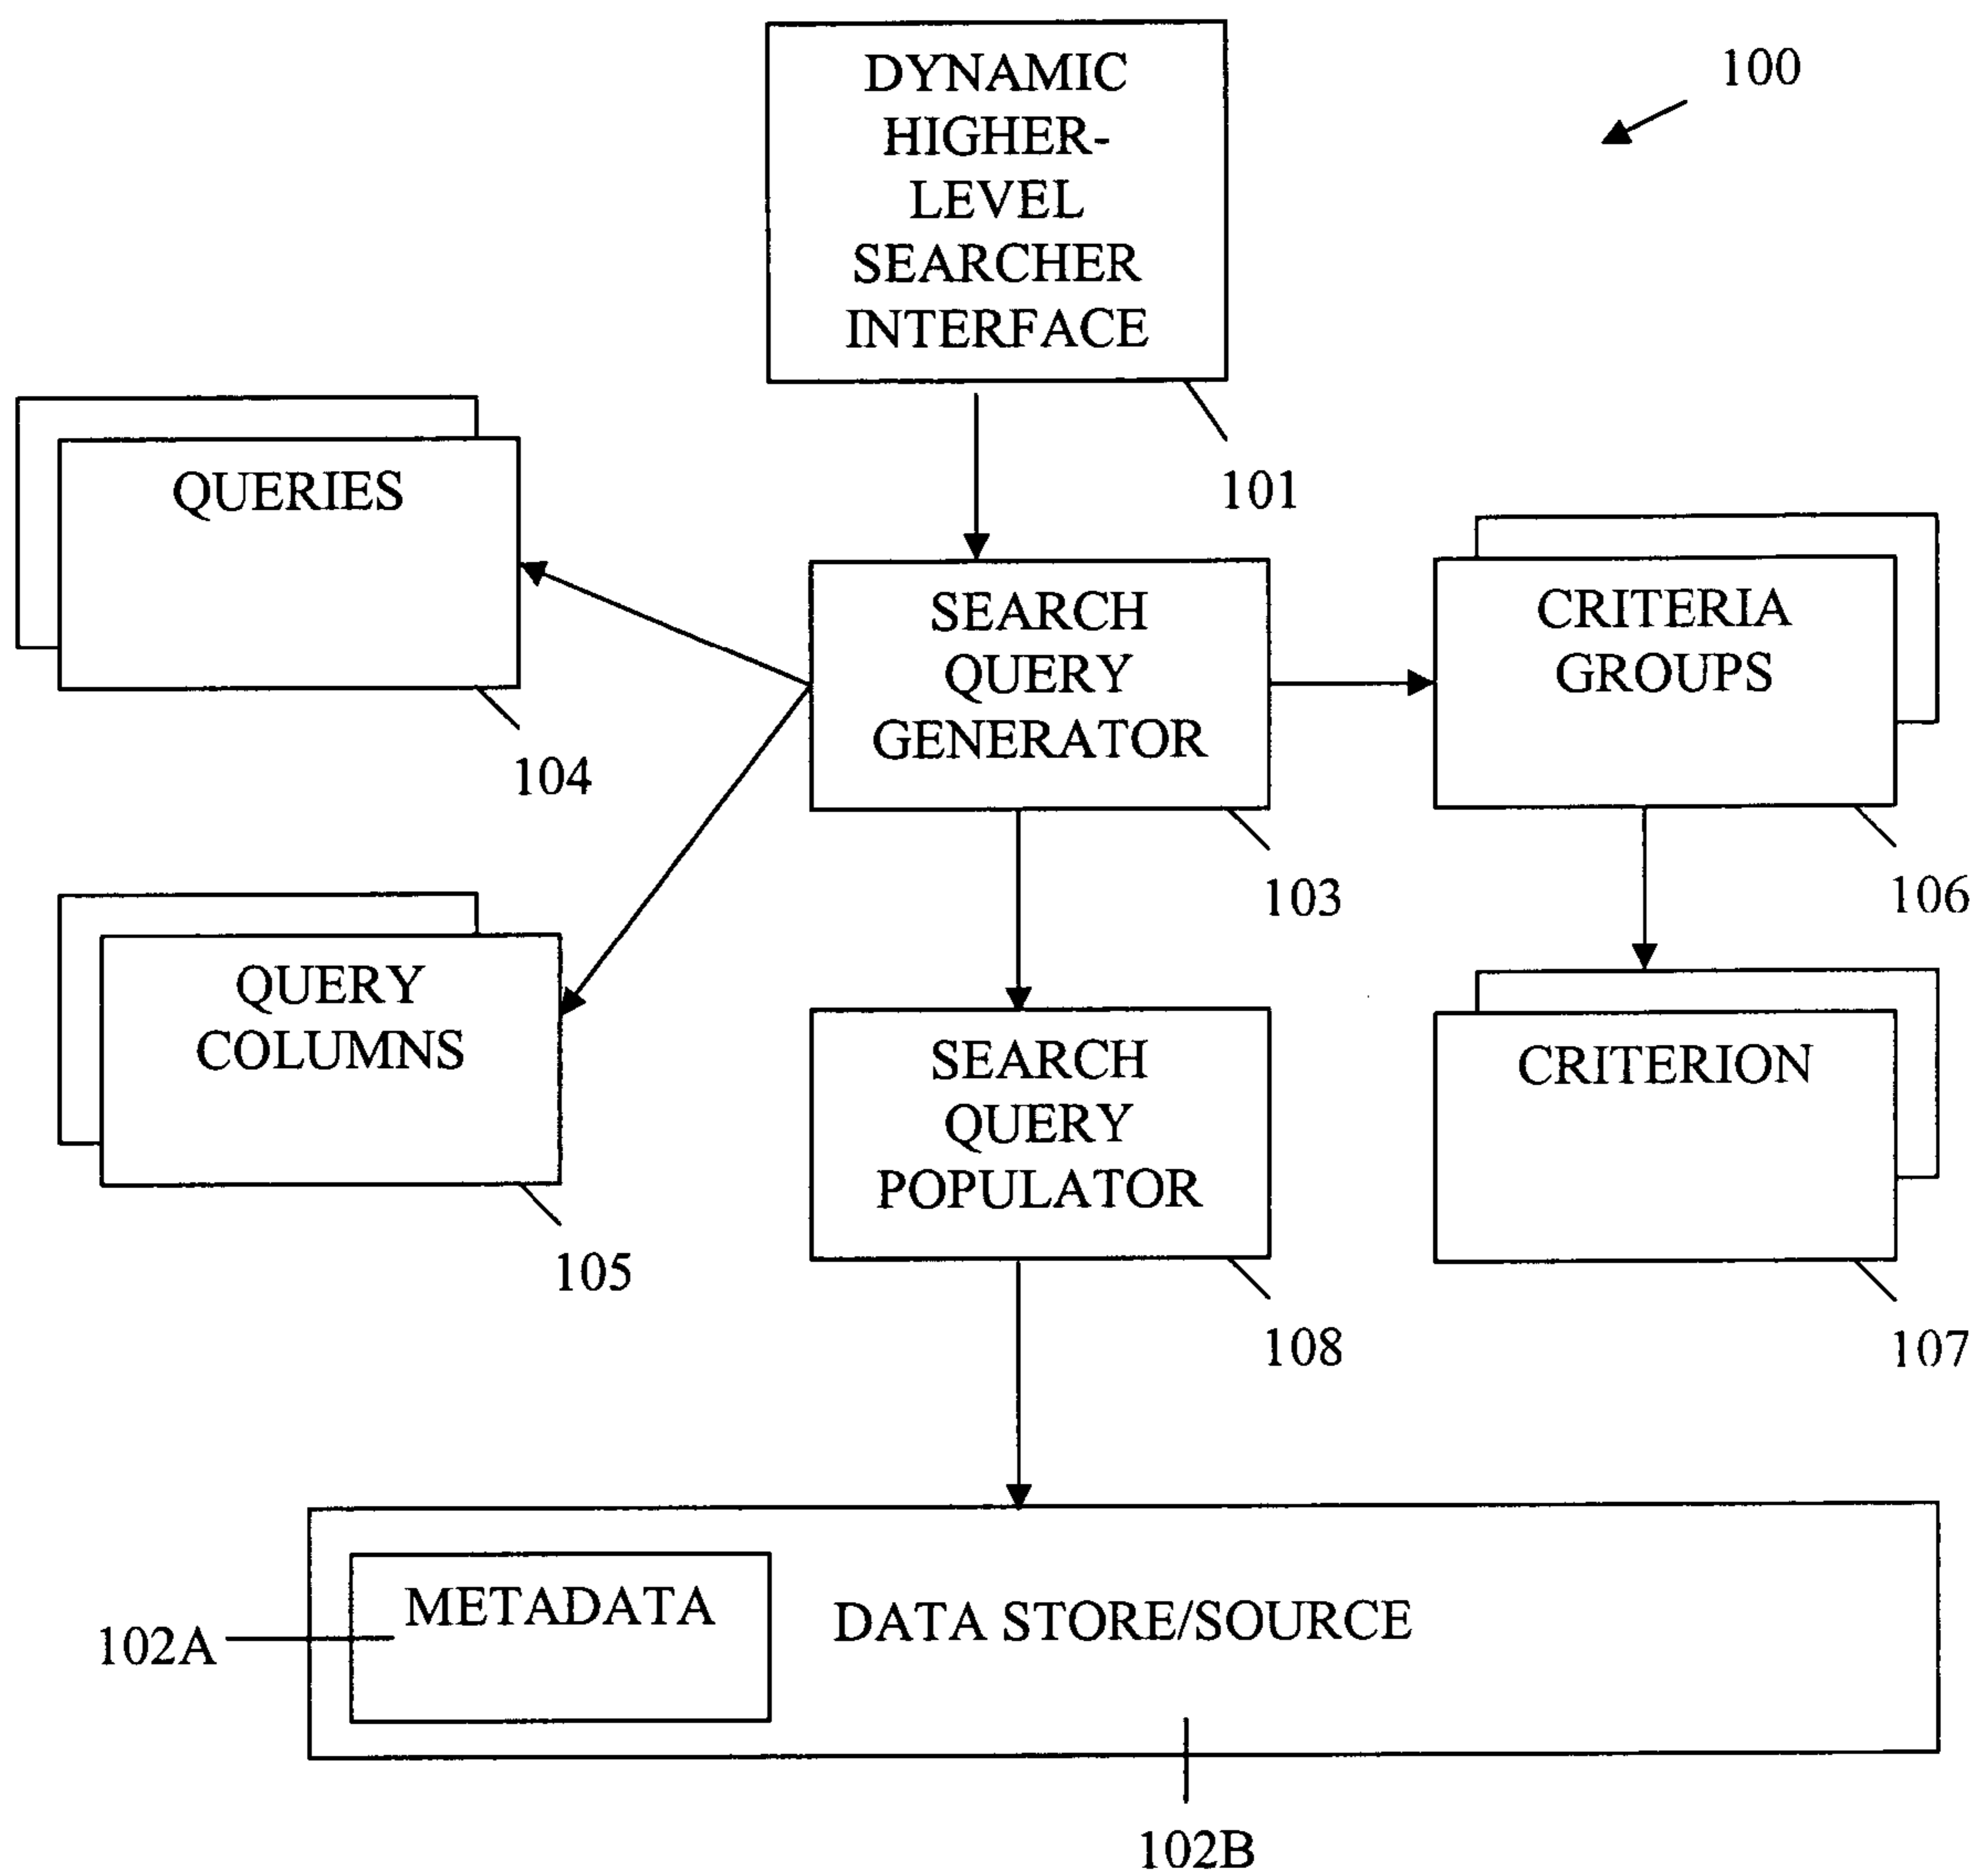 DYNAMIC
HIGHER-
LEVEL
SEARCHER
INTERFACE
100
101
QUERIES
104
SEARCH
QUERY
GENERATOR
103
CRITERIA
GROUPS
106
QUERY
COLUMNS
105
SEARCH
QUERY
POPULATOR
108
CRITERION
107
METADATA
DATA STORE/SOURCE
102A
102B